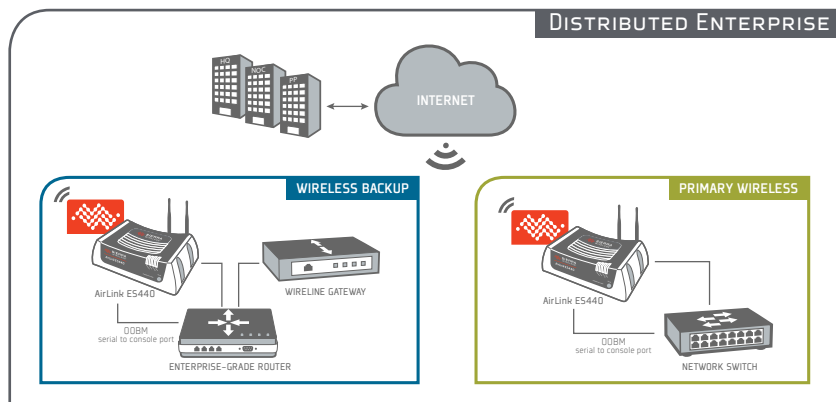 DISTRIBUTED ENTERPRISE
HQ
NOC
PP
INTERNET
WIRELESS BACKUP
AirLink ES440
WIRELINE GATEWAY
OOBM
serial to console port
ENTERPRISE-GRADE ROUTER
PRIMARY WIRELESS
AirLink ES440
OOBM
serial to console port
NETWORK SWITCH